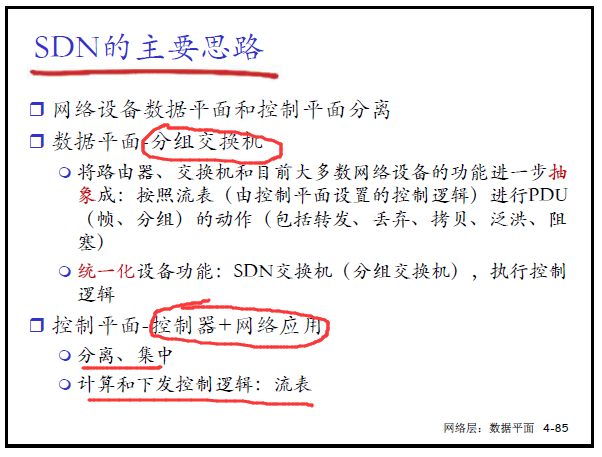 SDN的主要思路
网络设备数据平面和控制平面分离
数据平面-分组交换机
将路由器、交换机和目前大多数网络设备的功能进一步抽
象成：按照流表（由控制平面设置的控制逻辑）进行PDU
（帧、分组）的动作（包括转发、丢弃、拷贝、泛洪、阻
塞）
统一化设备功能：SDN交换机（分组交换机），执行控制
逻辑
控制平面-控制器+网络应用
分离、集中
计算和下发控制逻辑：流表
网络层：数据平面 4-85